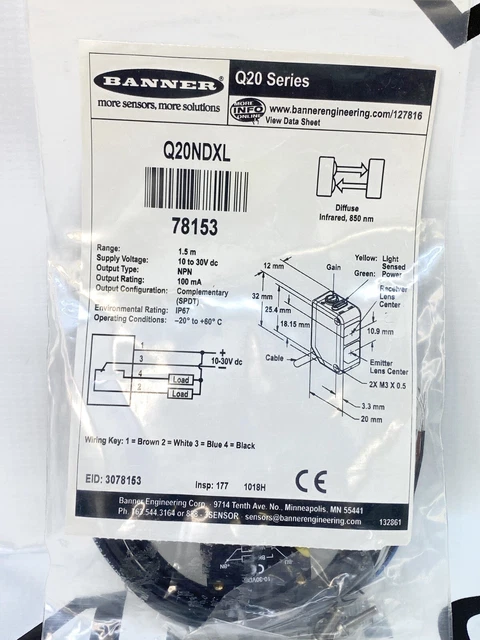 BANNER
more sensors, more solutions
Q20 Series
MORE INFO ONLINE
www.bannerengineering.com/127816
View Data Sheet
Q20NDXL
78153
Diffuse
Infrared, 850 nm
Range: 1.5 m
Supply Voltage: 10 to 30V dc
Output Type: NPN
Output Rating: 100 mA
Output Configuration: Complementary
(SPDT)
Environmental Rating: IP67
Operating Conditions: –20° to +60° C
12 mm
Gain
Yellow: Light
Sensed
Green: Power
Receiver
Lens
Center
32 mm
25.4 mm
18.15 mm
10.9 mm
Cable
Emitter
Lens Center
2X M3 X 0.5
3.3 mm
20 mm
1
+
3
10-30V dc
–
4
Load
2
Load
Wiring Key: 1 = Brown 2 = White 3 = Blue 4 = Black
EID: 3078153
Insp: 177
1018H
CE
Banner Engineering Corp. 9714 Tenth Ave. No. Minneapolis, MN 55441
Ph. 763.544.3164 or 888.3SENSOR sensors@bannerengineering.com
132861
10-30VDC